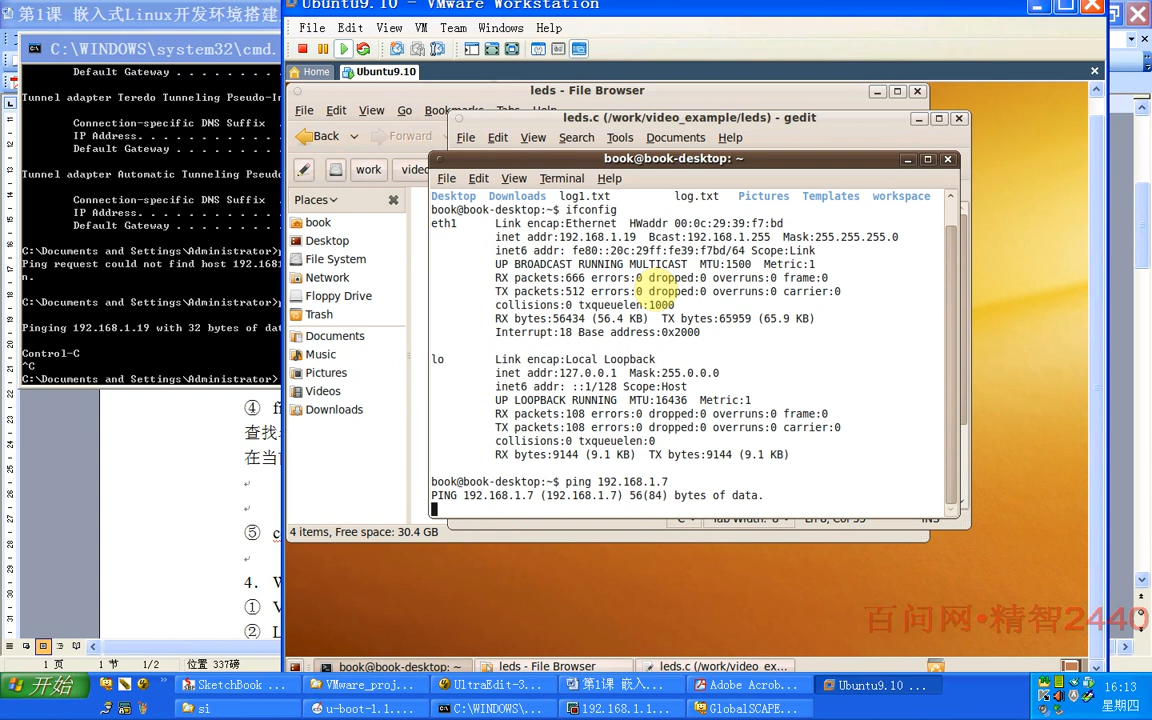 第1课 嵌入式Linux开发环境搭建
Ubuntu9.10 - VMware Workstation
File Edit View VM Team Windows Help
Home Ubuntu9.10
C:\WINDOWS\system32\cmd.
Default Gateway . . . . . . . .
Tunnel adapter Teredo Tunneling Pseudo-In
Connection-specific DNS Suffix
IP Address. . . . . . . . . . .
Default Gateway . . . . . . . .
Tunnel adapter Automatic Tunneling Pseudo
Connection-specific DNS Suffix
IP Address. . . . . . . . . . .
Default Gateway . . . . . . . .
C:\Documents and Settings\Administrator>
Ping request could not find host 192.168
n.
C:\Documents and Settings\Administrator>
Pinging 192.168.1.19 with 32 bytes of dat
Control-C
^C
C:\Documents and Settings\Administrator>
leds - File Browser
File Edit View Go Bookmarks Tabs Help
Back Forward
work
Places
book
Desktop
File System
Network
Floppy Drive
Trash
Documents
Music
Pictures
Videos
Downloads
4 items, Free space: 30.4 GB
leds.c (/work/video_example/leds) - gedit
File Edit View Search Tools Documents Help
book@book-desktop: ~
File Edit View Terminal Help
Desktop Downloads log1.txt log.txt Pictures Templates workspace
book@book-desktop:~$ ifconfig
eth1 Link encap:Ethernet HWaddr 00:0c:29:39:f7:bd
inet addr:192.168.1.19 Bcast:192.168.1.255 Mask:255.255.255.0
inet6 addr: fe80::20c:29ff:fe39:f7bd/64 Scope:Link
UP BROADCAST RUNNING MULTICAST MTU:1500 Metric:1
RX packets:666 errors:0 dropped:0 overruns:0 frame:0
TX packets:512 errors:0 dropped:0 overruns:0 carrier:0
collisions:0 txqueuelen:1000
RX bytes:56434 (56.4 KB) TX bytes:65959 (65.9 KB)
Interrupt:18 Base address:0x2000
lo Link encap:Local Loopback
inet addr:127.0.0.1 Mask:255.0.0.0
inet6 addr: ::1/128 Scope:Host
UP LOOPBACK RUNNING MTU:16436 Metric:1
RX packets:108 errors:0 dropped:0 overruns:0 frame:0
TX packets:108 errors:0 dropped:0 overruns:0 carrier:0
collisions:0 txqueuelen:0
RX bytes:9144 (9.1 KB) TX bytes:9144 (9.1 KB)
book@book-desktop:~$ ping 192.168.1.7
PING 192.168.1.7 (192.168.1.7) 56(84) bytes of data.
④ f
查找
在当
⑤ c
4. W
① V
② L
百问网•精智2440
book@book-desktop: ~ leds - File Browser leds.c (/work/video ex...
1 页 1 节 1/2 位置 337磅
开始 SketchBook ... VMware_proj... UltraEdit-3... 第1课 嵌入... Adobe Acrob... Ubuntu9.10 ...
si u-boot-1.1.... C:\WINDOWS\... 192.168.1.1... GlobalSCAPE...
16:13
星期四